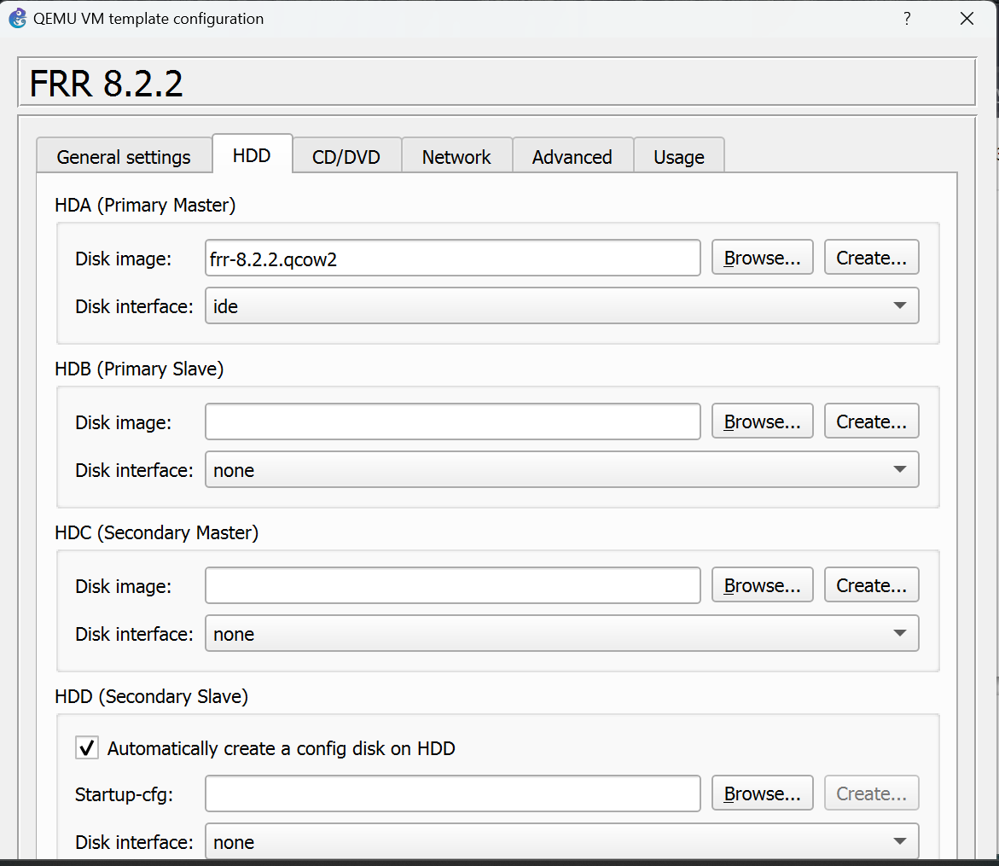 QEMU VM template configuration ?
FRR 8.2.2
General settings HDD CD/DVD Network Advanced Usage
HDA (Primary Master)
Disk image: frr-8.2.2.qcow2 Browse... Create...
Disk interface: ide
HDB (Primary Slave)
Disk image: Browse... Create...
Disk interface: none
HDC (Secondary Master)
Disk image: Browse... Create...
Disk interface: none
HDD (Secondary Slave)
Automatically create a config disk on HDD
Startup-cfg: Browse... Create...
Disk interface: none